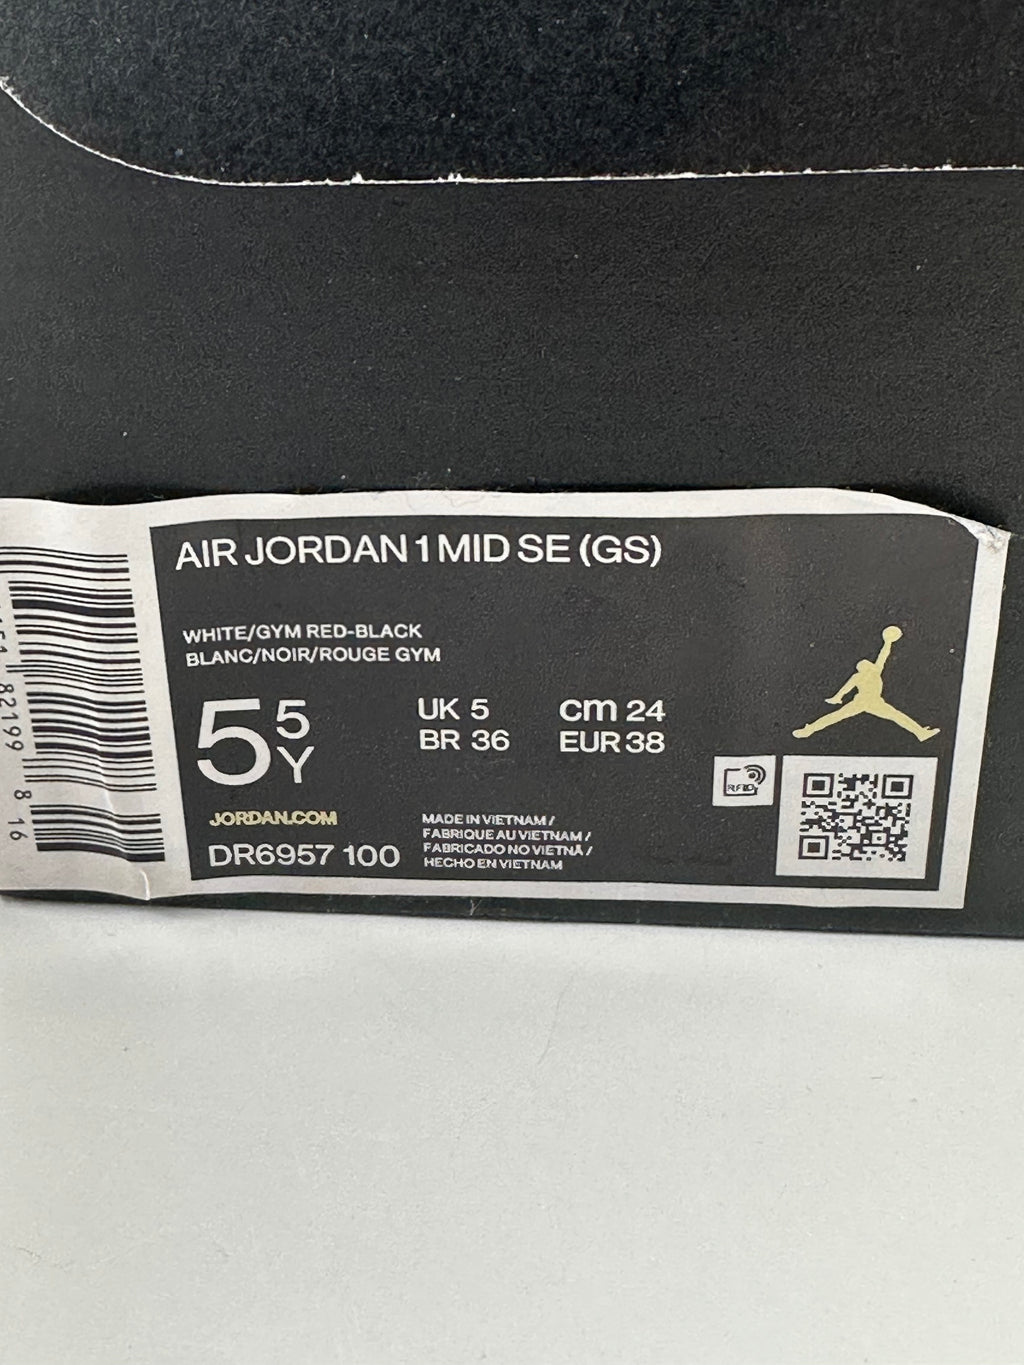 AIR JORDAN 1 MID SE (GS)
WHITE/GYM RED-BLACK
BLANC/NOIR/ROUGE GYM
5 5 Y
UK 5
BR 36
cm 24
EUR 38
JORDAN.COM
DR6957 100
MADE IN VIETNAM /
FABRIQUE AU VIETNAM /
FABRICADO NO VIETNÃ /
HECHO EN VIETNAM
RFID
82199 8 16